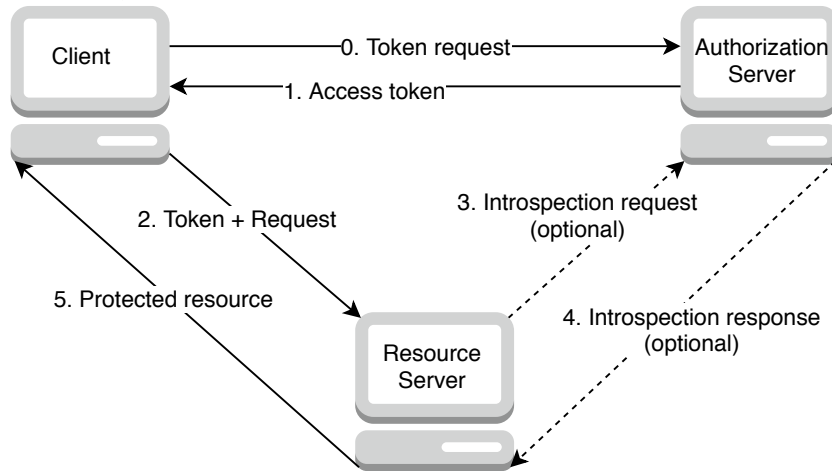 Client
0. Token request
Authorization
Server
1. Access token
2. Token + Request
3. Introspection request
(optional)
5. Protected resource
4. Introspection response
(optional)
Resource
Server